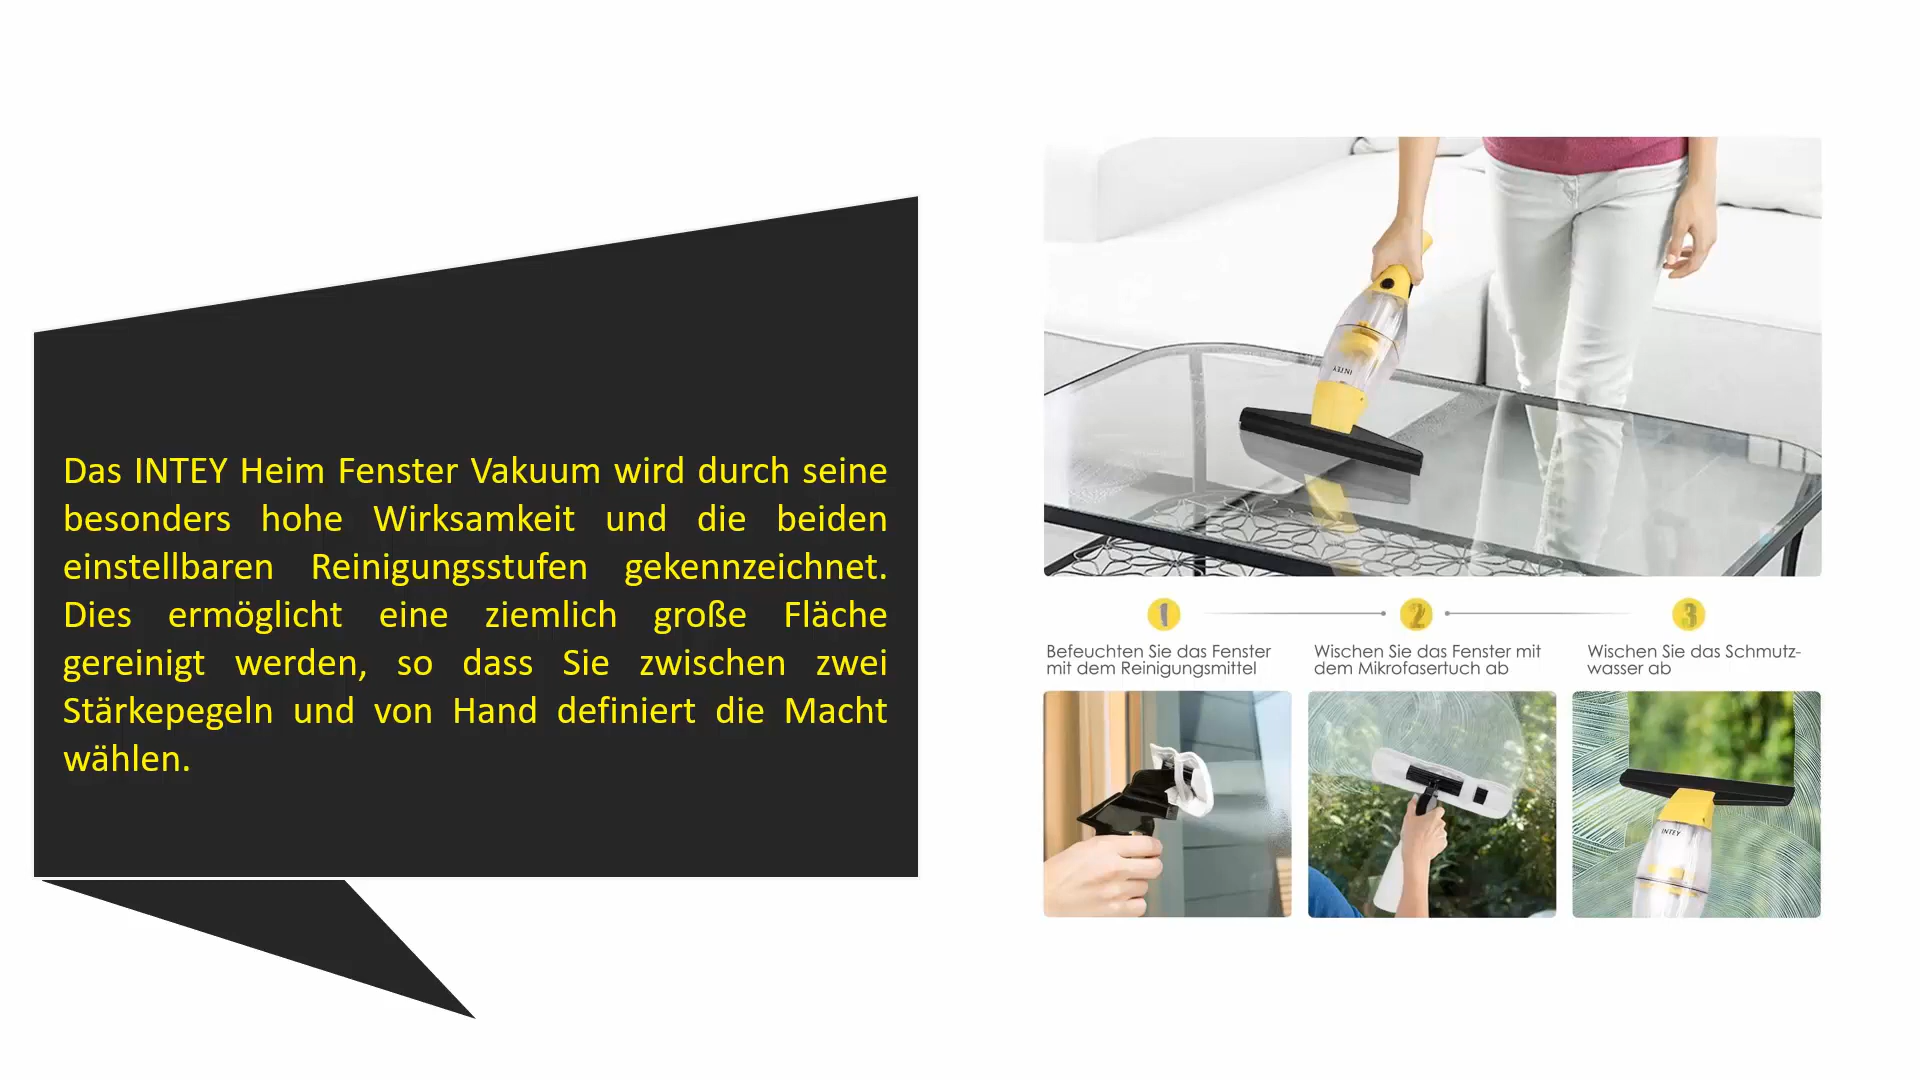 Das INTEY Heim Fenster Vakuum wird durch seine
besonders hohe Wirksamkeit und die beiden
einstellbaren Reinigungsstufen gekennzeichnet.
Dies ermöglicht eine ziemlich große Fläche
gereinigt werden, so dass Sie zwischen zwei
Stärkepegeln und von Hand definiert die Macht
wählen.
INTEY
1
2
3
Befeuchten Sie das Fenster
mit dem Reinigungsmittel
Wischen Sie das Fenster mit
dem Mikrofasertuch ab
Wischen Sie das Schmutz-
wasser ab
INTEY